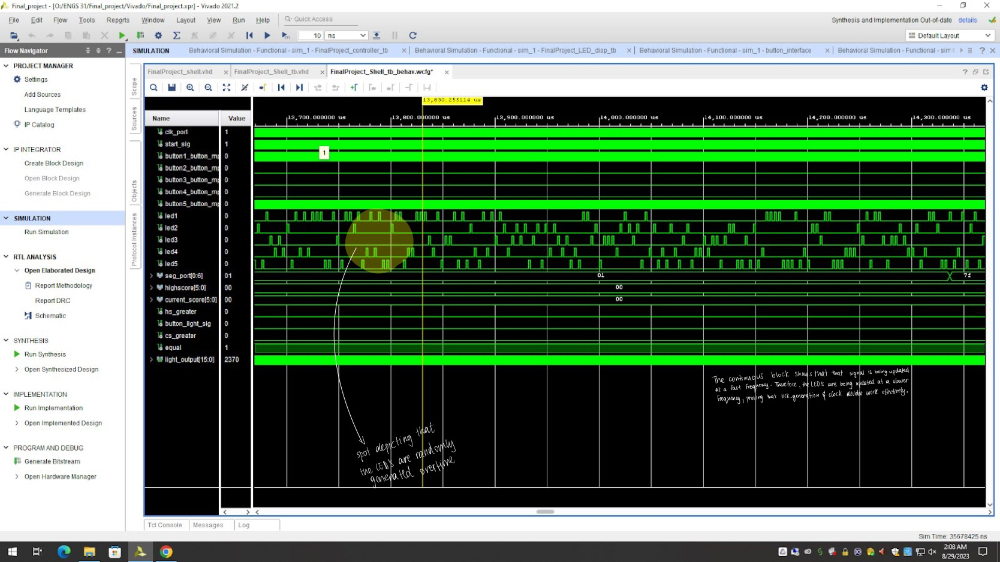 Final_project - [O:/ENGS 31/Final_project/Vivado/Final_project.xpr] - Vivado 2021.2
File Edit Flow Tools Reports Window Layout View Run Help Quick Access
Synthesis and Implementation Out-of-date details
10 ns Default Layout
Flow Navigator
SIMULATION Behavioral Simulation - Functional - sim_1 - FinalProject_controller_tb Behavioral Simulation - Functional - sim_1 - FinalProject_LED_disp_tb Behavioral Simulation - Functional - sim_1 - button_interface Behavioral Simulation - Functional - sim
PROJECT MANAGER
Settings
Add Sources
Language Templates
IP Catalog
IP INTEGRATOR
Create Block Design
Open Block Design
Generate Block Design
SIMULATION
Run Simulation
RTL ANALYSIS
Open Elaborated Design
Report Methodology
Report DRC
Schematic
SYNTHESIS
Run Synthesis
Open Synthesized Design
IMPLEMENTATION
Run Implementation
Open Implemented Design
PROGRAM AND DEBUG
Generate Bitstream
Open Hardware Manager
Scope
Sources
Objects
Protocol Instances
FinalProject_shell.vhd FinalProject_Shell_tb.vhd FinalProject_Shell_tb_behav.wcfg*
13,830.255114 us
Name Value
13,700.000000 us 13,800.000000 us 13,900.000000 us 14,000.000000 us 14,100.000000 us 14,200.000000 us 14,300.000000 us
clk_port 1
start_sig 1
1
button1_button_mp 0
button2_button_mp 0
button3_button_mp 0
button4_button_mp 0
button5_button_mp 0
led1 0
led2 0
led3 0
led4 0
led5 0
seg_port[0:6] 01 01 7f
highscore[5:0] 00 00
current_score[5:0] 00 00
hs_greater 0
button_light_sig 0
cs_greater 0
equal 1
light_output[15:0] 2370
The continuous block shows that that signal is being updated
at a fast frequency. Therefore, the LED's are being updated at a slower
frequency, proving that tick generation & clock divider work effectively.
spot depicting that
the LED's are randomly
generated overtime
Tcl Console Messages Log
Sim Time: 35678425 ns
2:08 AM
8/29/2023